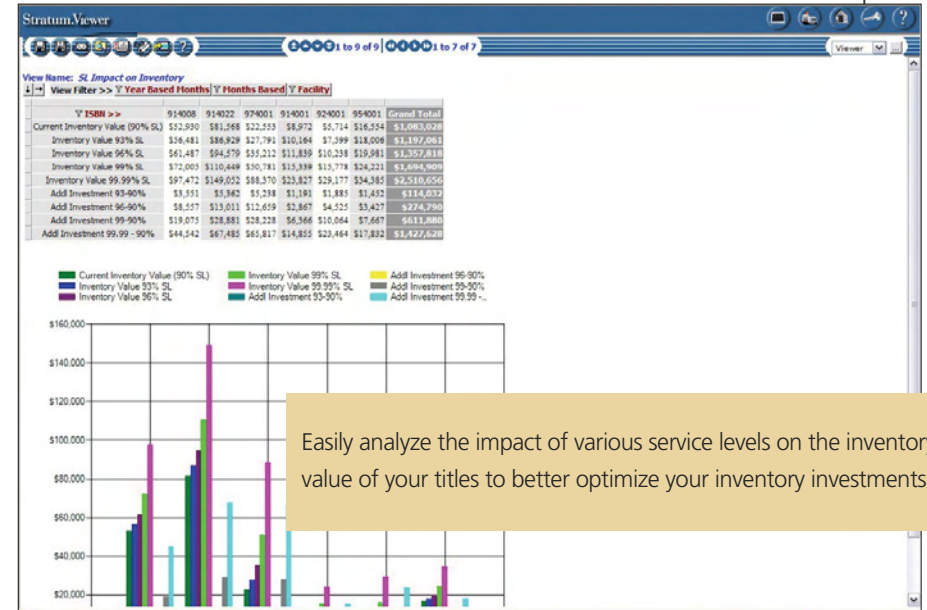 Stratum.Viewer
1 to 9 of 9 1 to 7 of 7
Viewer
View Name: SL Impact on Inventory
View Filter >> Year Based Months Months Based Facility
ISBN >> 914008 914022 974001 914001 924001 954001 Grand Total
Current Inventory Value (90% SL) $52,930 $81,568 $22,553 $8,972 $5,714 $16,554 $1,083,028
Inventory Value 93% SL $56,481 $86,929 $27,791 $10,164 $7,599 $18,006 $1,197,061
Inventory Value 96% SL $61,487 $94,579 $35,212 $11,839 $10,238 $19,981 $1,357,818
Inventory Value 99% SL $72,005 $110,449 $50,781 $15,339 $15,778 $24,221 $1,694,909
Inventory Value 99.99% SL $97,472 $149,052 $88,370 $23,827 $29,177 $34,385 $2,510,656
Add Investment 93-90% $3,551 $5,362 $5,238 $1,191 $1,885 $1,452 $114,032
Add Investment 96-90% $8,557 $13,011 $12,659 $2,867 $4,525 $3,427 $274,790
Add Investment 99-90% $19,075 $28,881 $28,228 $6,366 $10,064 $7,667 $611,880
Addl Investment 99.99 - 90% $44,542 $67,485 $65,817 $14,855 $23,464 $17,832 $1,427,628
Current Inventory Value (90% SL) Inventory Value 99% SL Addl Investment 96-90%
Inventory Value 93% SL Inventory Value 99.99% SL Addl Investment 99-90%
Inventory Value 96% SL Addl Investment 93-90% Addl Investment 99.99 -..
$160,000
$140,000
$120,000
$100,000
$80,000
$60,000
$40,000
$20,000
Easily analyze the impact of various service levels on the inventory
value of your titles to better optimize your inventory investments